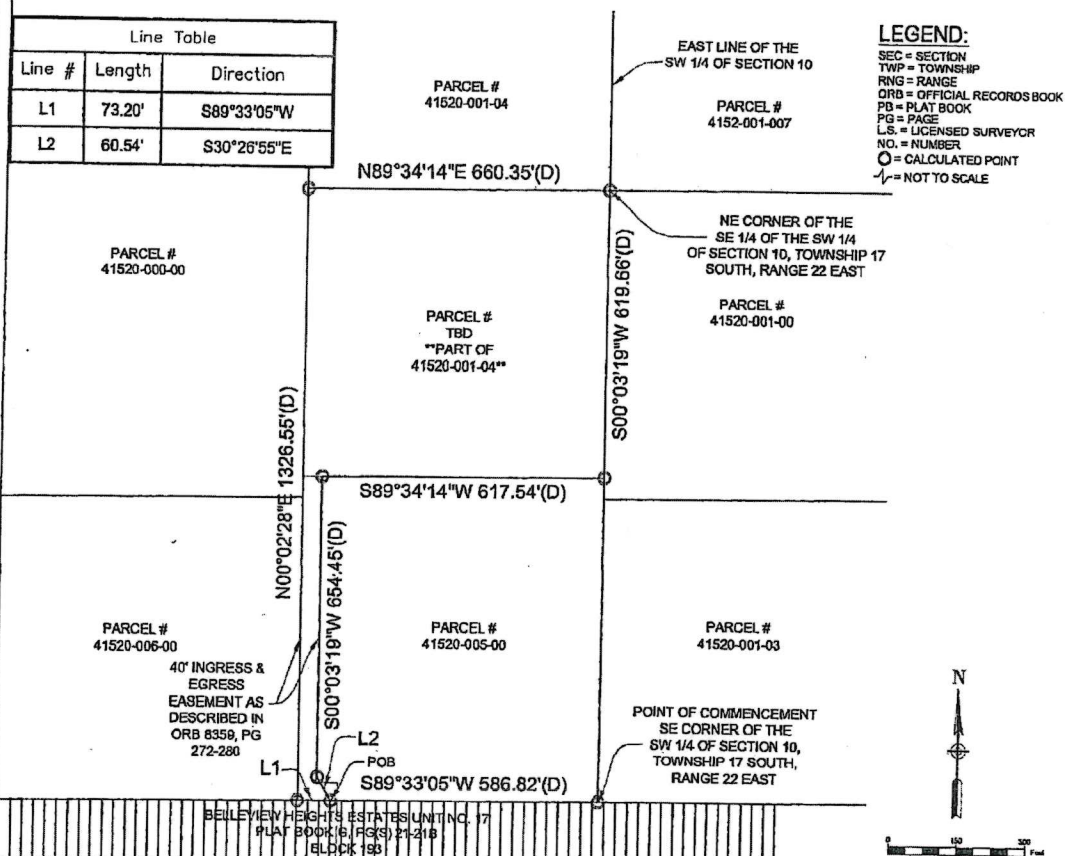 Line Table
Line # Length Direction
L1 73.20' S89°33'05"W
L2 60.54' S30°26'55"E
PARCEL #
41520-001-04
EAST LINE OF THE
SW 1/4 OF SECTION 10
PARCEL #
4152-001-007
LEGEND:
SEC = SECTION
TWP = TOWNSHIP
RNG = RANGE
ORB = OFFICIAL RECORDS BOOK
PB = PLAT BOOK
PG = PAGE
L.S. = LICENSED SURVEYOR
NO. = NUMBER
= CALCULATED POINT
= NOT TO SCALE
N89°34'14"E 660.35'(D)
PARCEL #
41520-000-00
NE CORNER OF THE
SE 1/4 OF THE SW 1/4
OF SECTION 10, TOWNSHIP 17
SOUTH, RANGE 22 EAST
S00°03'19"W 619.66'(D)
PARCEL #
41520-001-00
PARCEL #
TBD
**PART OF
41520-001-04**
N00°02'28"E 1326.55'(D)
S89°34'14"W 617.54'(D)
S00°03'19"W 654.45'(D)
PARCEL #
41520-006-00
PARCEL #
41520-005-00
PARCEL #
41520-001-03
40' INGRESS &
EGRESS
EASEMENT AS
DESCRIBED IN
ORB 8359, PG
272-280
POINT OF COMMENCEMENT
SE CORNER OF THE
SW 1/4 OF SECTION 10,
TOWNSHIP 17 SOUTH,
RANGE 22 EAST
N
L2
POB
L1
S89°33'05"W 586.82'(D)
BELLEVIEW HEIGHTS ESTATES UNIT NO. 17
PLAT BOOK 6, PG(S) 21-21B
BLOCK 193
0 150 300
Feet